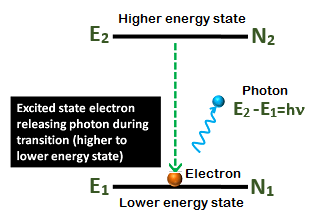 Higher energy state
E2 N2
Photon
E2 -E1=hν
Excited state electron
releasing photon during
transition (higher to
lower energy state)
Electron
E1 N1
Lower energy state